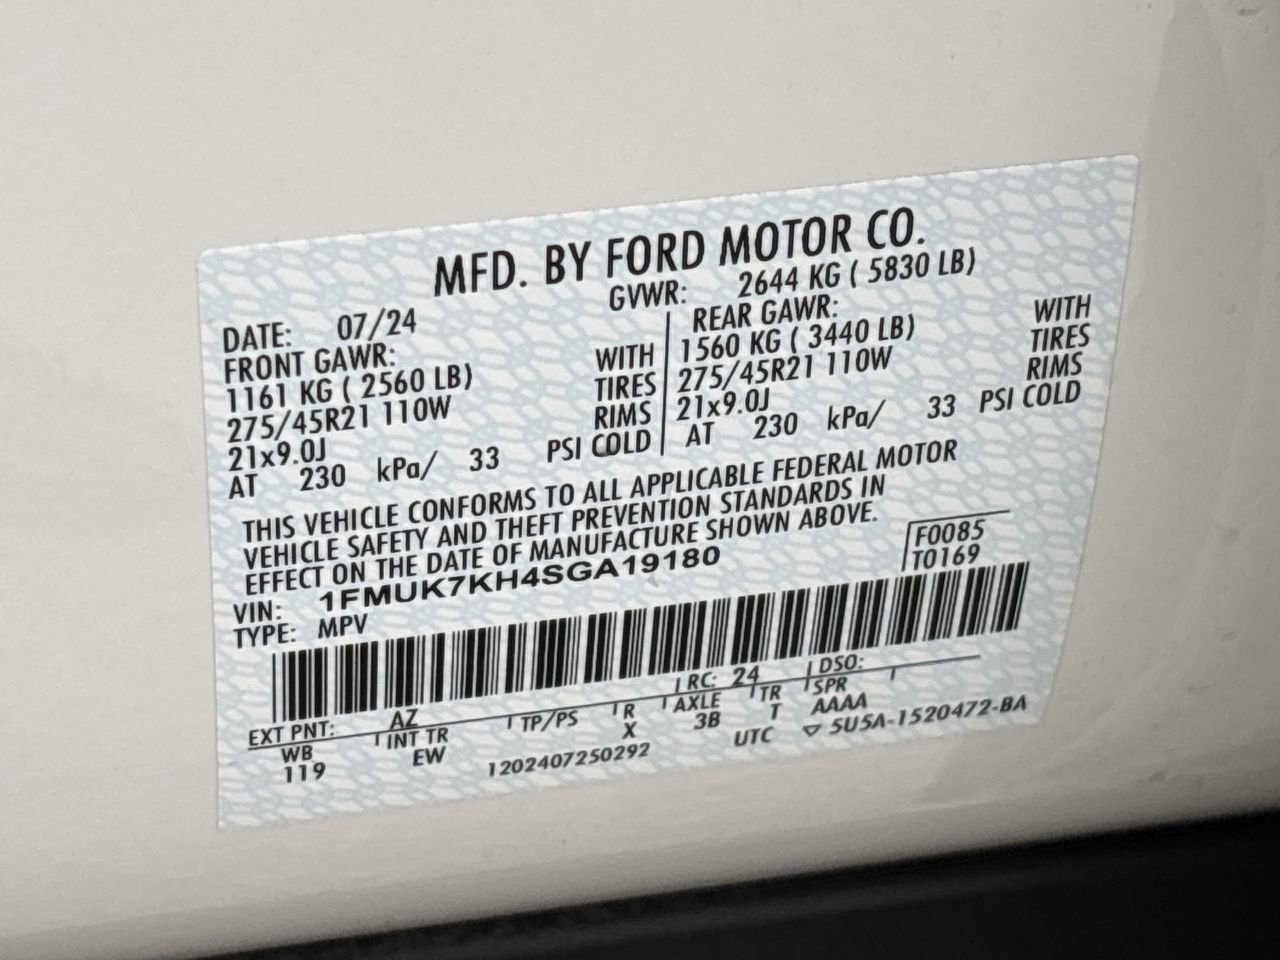 MFD. BY FORD MOTOR CO.
DATE: 07/24 GVWR: 2644 KG ( 5830 LB)
FRONT GAWR: REAR GAWR:
1161 KG ( 2560 LB) WITH 1560 KG ( 3440 LB) WITH
275/45R21 110W TIRES 275/45R21 110W TIRES
21x9.0J RIMS 21x9.0J RIMS
AT 230 kPa/ 33 PSI COLD AT 230 kPa/ 33 PSI COLD
THIS VEHICLE CONFORMS TO ALL APPLICABLE FEDERAL MOTOR
VEHICLE SAFETY AND THEFT PREVENTION STANDARDS IN
EFFECT ON THE DATE OF MANUFACTURE SHOWN ABOVE.
VIN: 1FMUK7KH4SGA19180 F0085
TYPE: MPV T0169
EXT PNT: AZ RC: 24 DSO:
WB INT TR TP/PS R AXLE TR SPR
119 EW X 3B T AAAA
1202407250292 UTC ▽ 5U5A-1520472-BA